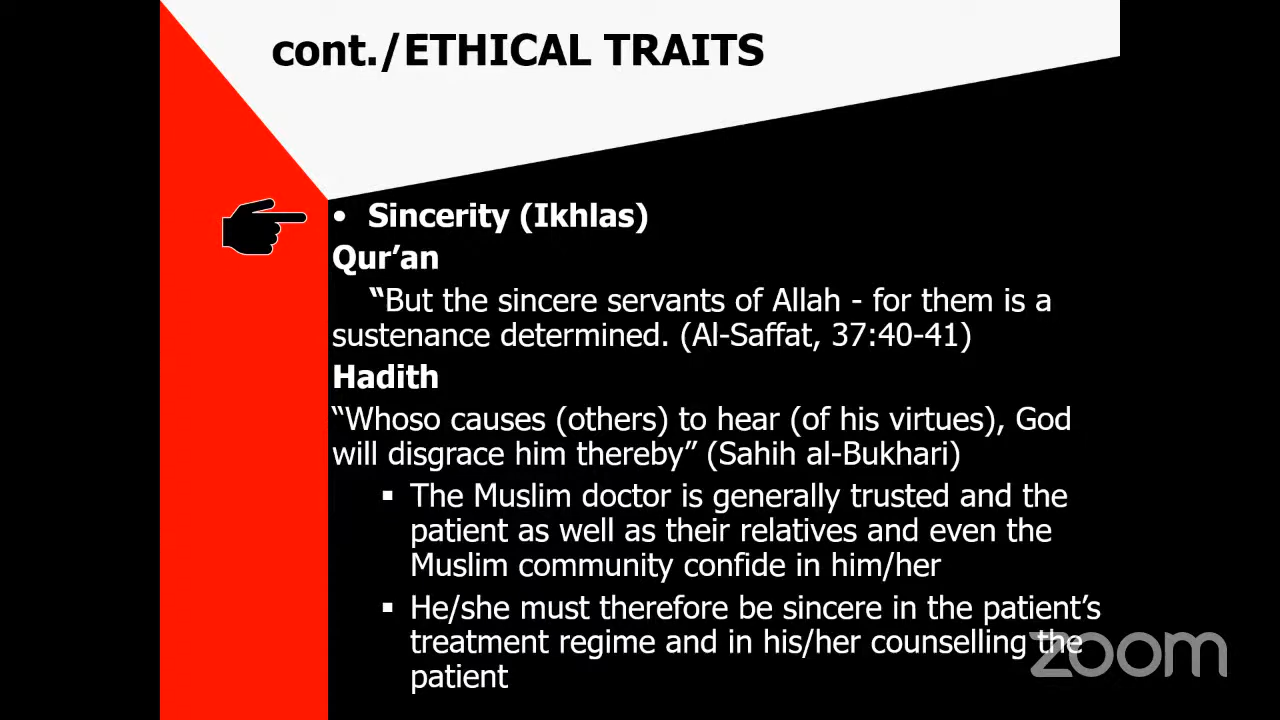 cont./ETHICAL TRAITS
• Sincerity (Ikhlas)
Qur’an
“But the sincere servants of Allah - for them is a
sustenance determined. (Al-Saffat, 37:40-41)
Hadith
“Whoso causes (others) to hear (of his virtues), God
will disgrace him thereby” (Sahih al-Bukhari)
▪ The Muslim doctor is generally trusted and the
patient as well as their relatives and even the
Muslim community confide in him/her
▪ He/she must therefore be sincere in the patient’s
treatment regime and in his/her counselling the
patient
zoom